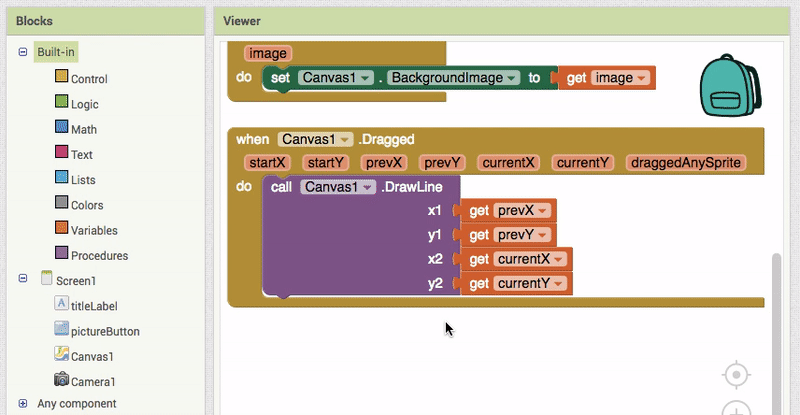 Blocks
Built-in
Control
Logic
Math
Text
Lists
Colors
Variables
Procedures
Screen1
A titleLabel
pictureButton
Canvas1
Camera1
Any component
Viewer
image
do set Canvas1 . BackgroundImage to get image
when Canvas1 .Dragged
startX startY prevX prevY currentX currentY draggedAnySprite
do call Canvas1 .DrawLine
x1 get prevX
y1 get prevY
x2 get currentX
y2 get currentY